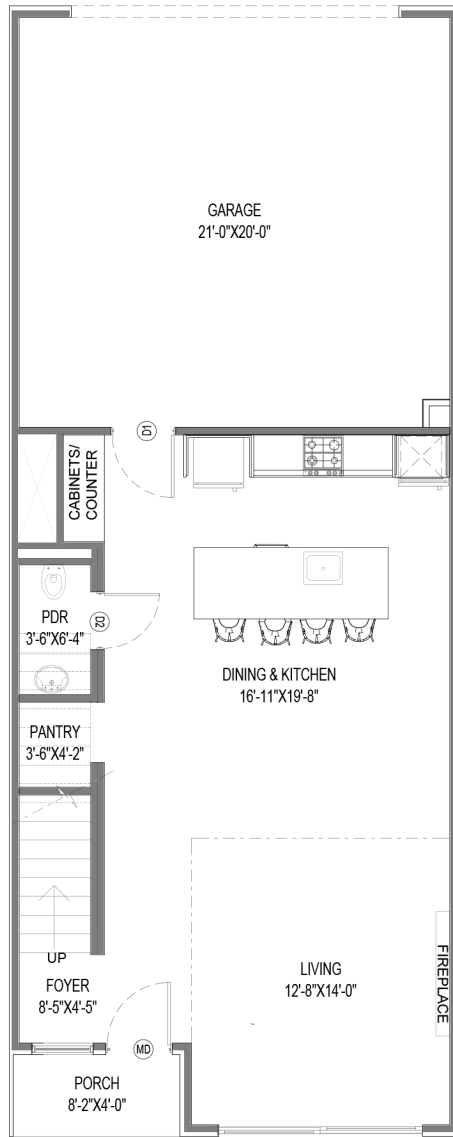 GARAGE
21'-0"X20'-0"
D1
CABINETS/
COUNTER
PDR
3'-6"X6'-4"
D2
DINING & KITCHEN
16'-11"X19'-8"
PANTRY
3'-6"X4'-2"
UP
FOYER
8'-5"X4'-5"
LIVING
12'-8"X14'-0"
FIREPLACE
MD
PORCH
8'-2"X4'-0"